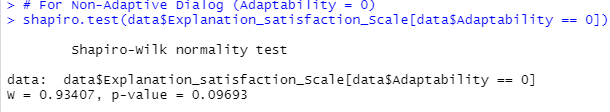 > # For Non-Adaptive Dialog (Adaptability = 0)
> shapiro.test(data$Explanation_satisfaction_Scale[data$Adaptability == 0])
Shapiro-Wilk normality test
data:  data$Explanation_satisfaction_Scale[data$Adaptability == 0]
W = 0.93407, p-value = 0.09693